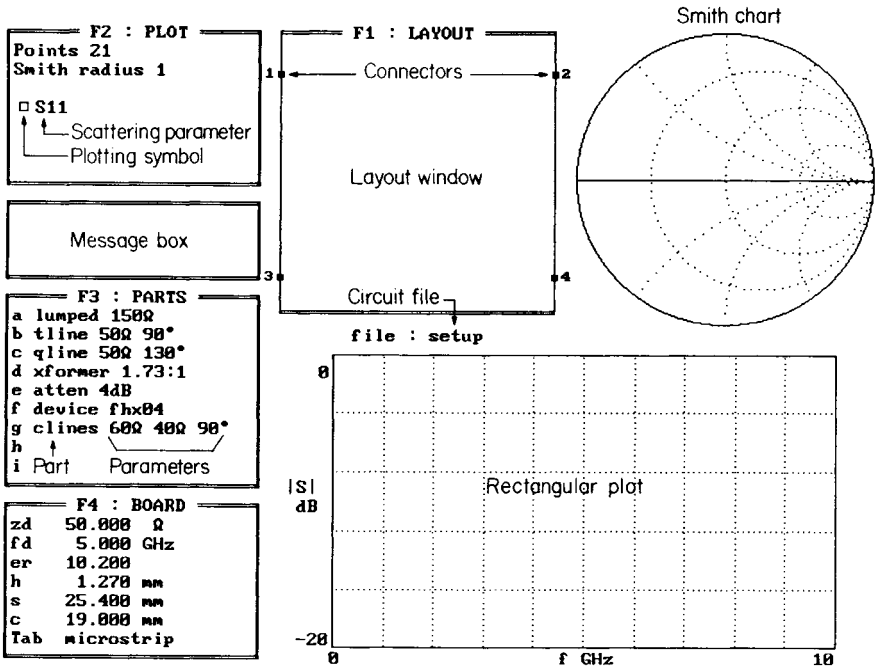 F2 : PLOT
Points 21
Smith radius 1
S11
Scattering parameter
Plotting symbol
Message box
F3 : PARTS
a lumped 150Ω
b tline 50Ω 90°
c qline 50Ω 130°
d xformer 1.73:1
e atten 4dB
f device fhx04
g clines 60Ω 40Ω 90°
h
i Part Parameters
F4 : BOARD
zd 50.000 Ω
fd 5.000 GHz
er 10.200
h 1.270 mm
s 25.400 mm
c 19.000 mm
Tab microstrip
F1 : LAYOUT
1 Connectors 2
Layout window
3 4
Circuit file
file : setup
Smith chart
0
|S|
dB
Rectangular plot
-20
0 f GHz 10